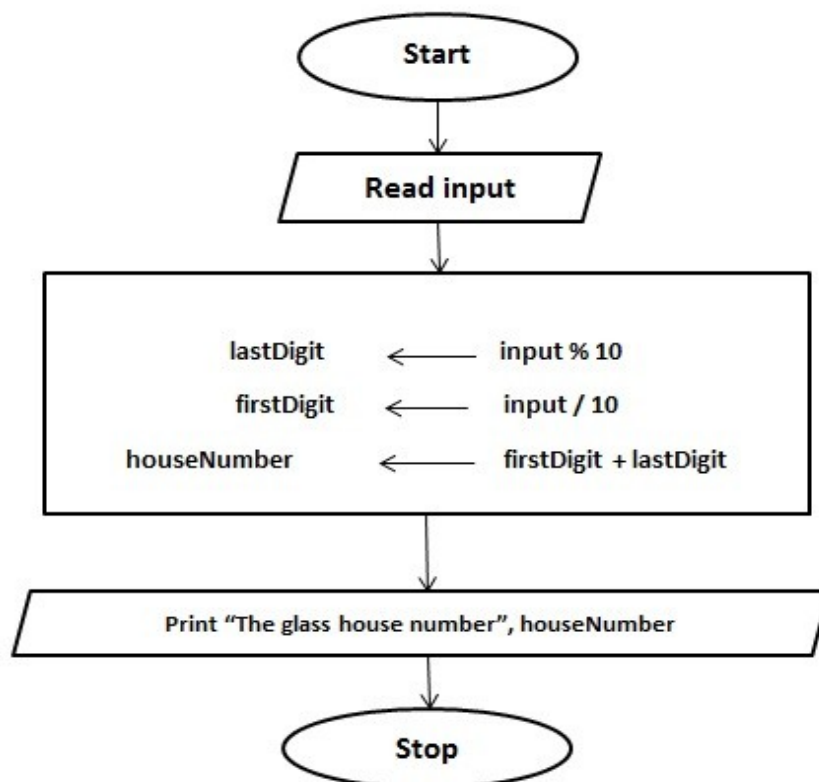 Start
Read input
lastDigit ← input % 10
firstDigit ← input / 10
houseNumber ← firstDigit + lastDigit
Print “The glass house number”, houseNumber
Stop